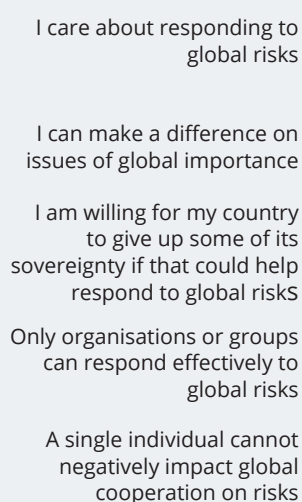 I care about responding to
global risks
I can make a difference on
issues of global importance
I am willing for my country
to give up some of its
sovereignty if that could help
respond to global risks
Only organisations or groups
can respond effectively to
global risks
A single individual cannot
negatively impact global
cooperation on risks